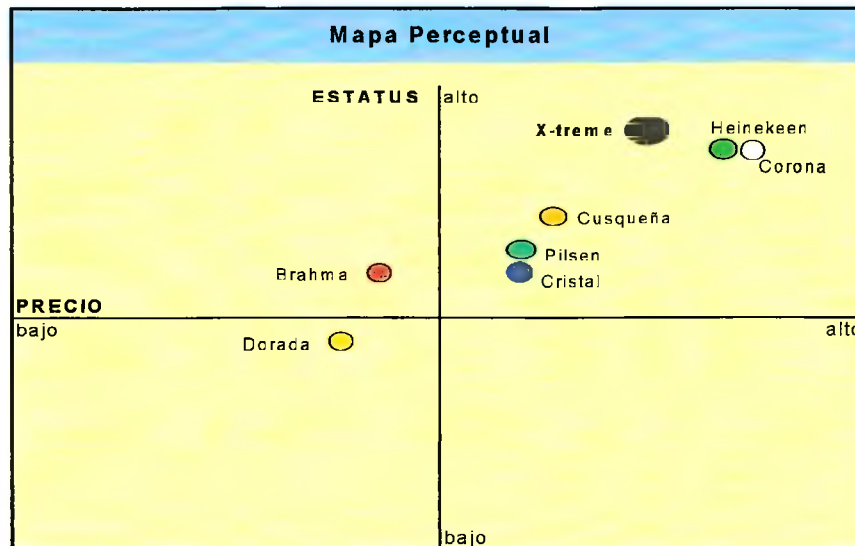 Mapa Perceptual
ESTATUS alto
X-treme Heinekeen
Corona
Cusqueña
Pilsen
Brahma Cristal
PRECIO
bajo alto
Dorada
bajo